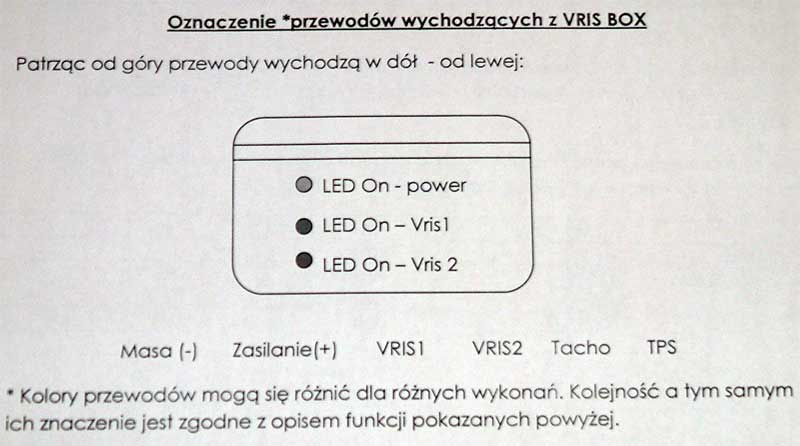 Oznaczenie *przewodów wychodzących z VRIS BOX
Patrząc od góry przewody wychodzą w dół - od lewej:
LED On - power
LED On – Vris1
LED On – Vris 2
Masa (-) Zasilanie(+) VRIS1 VRIS2 Tacho TPS
* Kolory przewodów mogą się różnić dla różnych wykonań. Kolejność a tym samym
ich znaczenie jest zgodne z opisem funkcji pokazanych powyżej.